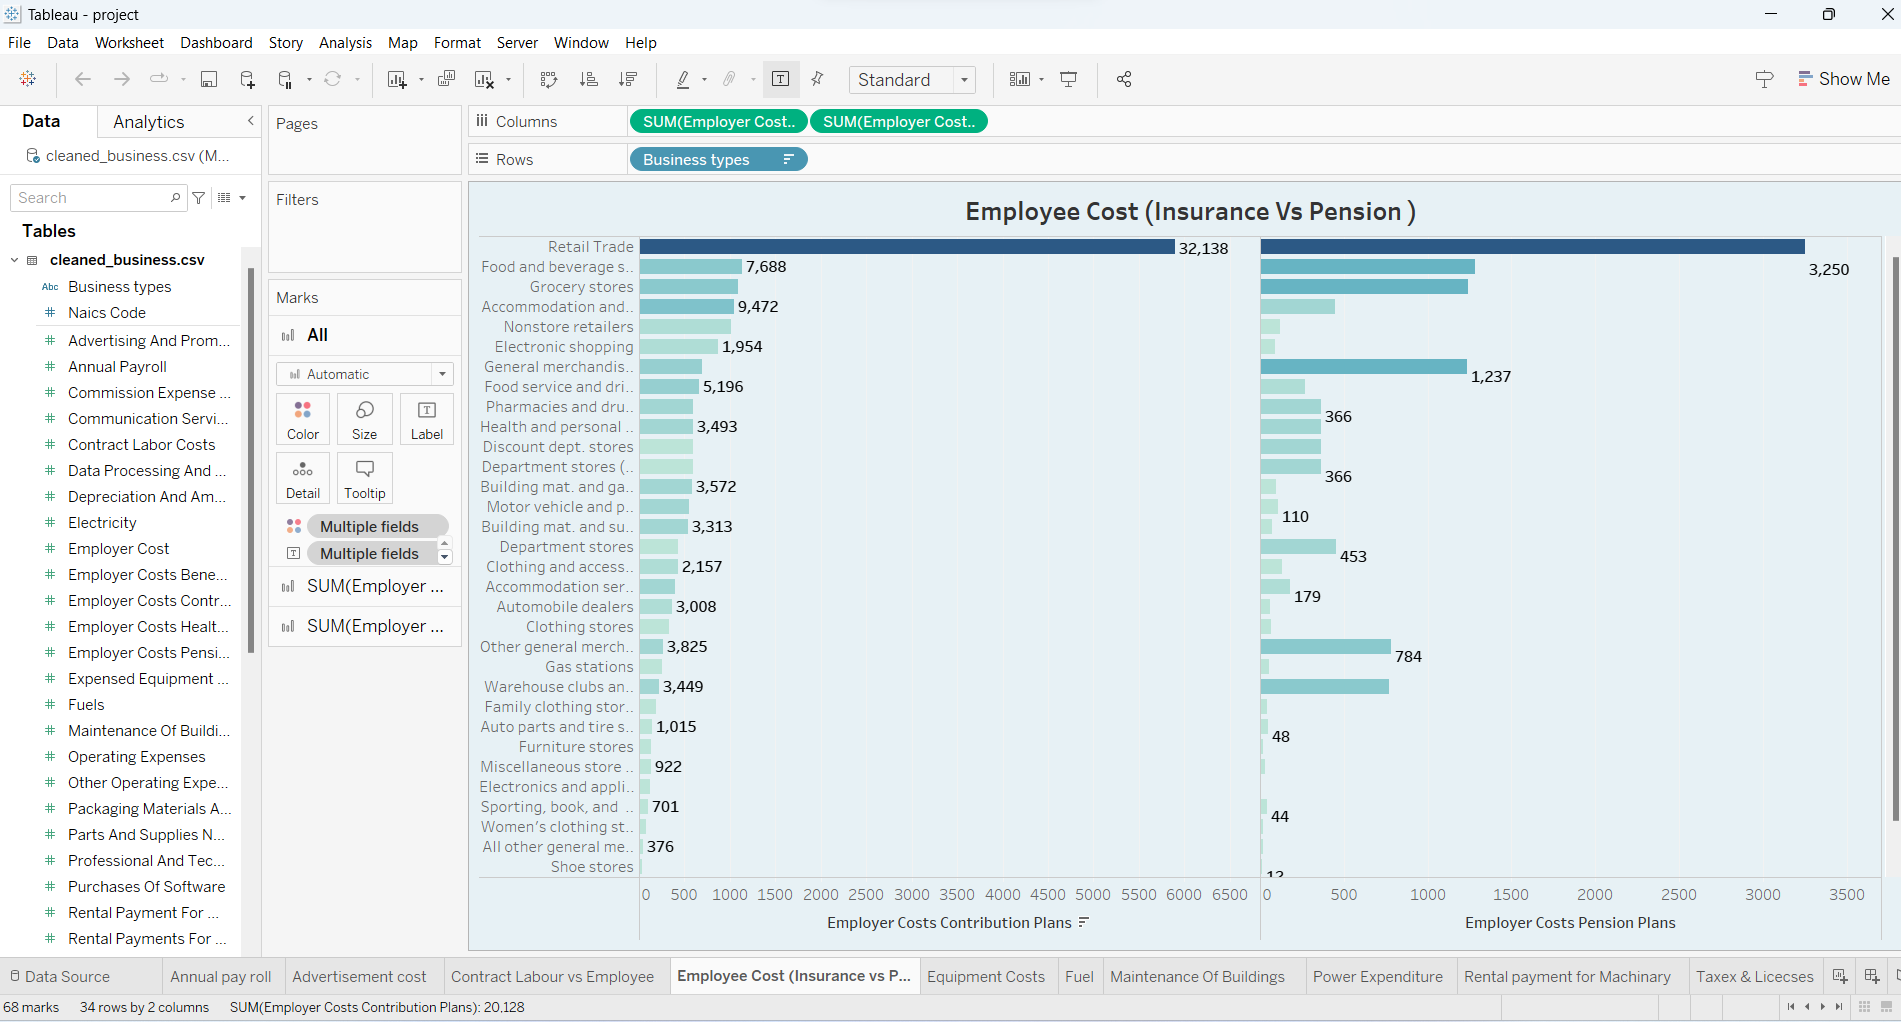 Tableau - project
File Data Worksheet Dashboard Story Analysis Map Format Server Window Help
Standard
Show Me
Data
Analytics
cleaned_business.csv (M...
Search
Tables
cleaned_business.csv
Abc Business types
# Naics Code
# Advertising And Prom...
# Annual Payroll
# Commission Expense ...
# Communication Servi...
# Contract Labor Costs
# Data Processing And ...
# Depreciation And Am...
# Electricity
# Employer Cost
# Employer Costs Bene...
# Employer Costs Contr...
# Employer Costs Healt...
# Employer Costs Pensi...
# Expensed Equipment ...
# Fuels
# Maintenance Of Buildi...
# Operating Expenses
# Other Operating Expe...
# Packaging Materials A...
# Parts And Supplies N...
# Professional And Tec...
# Purchases Of Software
# Rental Payment For ...
# Rental Payments For ...
Pages
Filters
Marks
All
Automatic
Color
Size
Label
Detail
Tooltip
Multiple fields
Multiple fields
SUM(Employer ...
SUM(Employer ...
Columns
SUM(Employer Cost..
SUM(Employer Cost..
Rows
Business types
Employee Cost (Insurance Vs Pension )
Retail Trade 32,138
Food and beverage s.. 7,688 3,250
Grocery stores
Accommodation and.. 9,472
Nonstore retailers
Electronic shopping 1,954
General merchandis.. 1,237
Food service and dri.. 5,196
Pharmacies and dru.. 366
Health and personal .. 3,493
Discount dept. stores
Department stores (.. 366
Building mat. and ga.. 3,572
Motor vehicle and p.. 110
Building mat. and su.. 3,313
Department stores 453
Clothing and access.. 2,157
Accommodation ser.. 179
Automobile dealers 3,008
Clothing stores
Other general merch.. 3,825 784
Gas stations
Warehouse clubs an.. 3,449
Family clothing stor..
Auto parts and tire s.. 1,015 48
Furniture stores
Miscellaneous store .. 922
Electronics and appli..
Sporting, book, and .. 701 44
Women's clothing st..
All other general me.. 376
Shoe stores 12
0 500 1000 1500 2000 2500 3000 3500 4000 4500 5000 5500 6000 6500 0 500 1000 1500 2000 2500 3000 3500
Employer Costs Contribution Plans
Employer Costs Pension Plans
Data Source
Annual pay roll
Advertisement cost
Contract Labour vs Employee
Employee Cost (Insurance vs P...
Equipment Costs
Fuel
Maintenance Of Buildings
Power Expenditure
Rental payment for Machinary
Taxex & Licecses
68 marks 34 rows by 2 columns SUM(Employer Costs Contribution Plans): 20,128